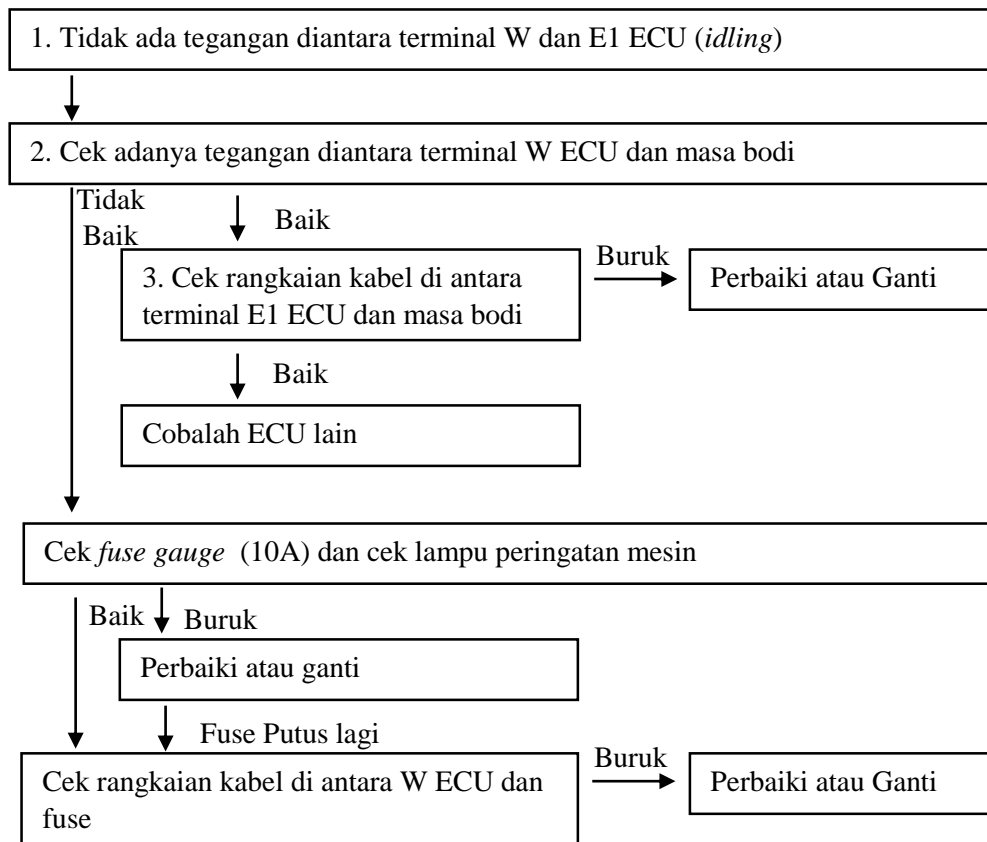 1. Tidak ada tegangan diantara terminal W dan E1 ECU (idling)
2. Cek adanya tegangan diantara terminal W ECU dan masa bodi
Tidak
Baik
Baik
3. Cek rangkaian kabel di antara
terminal E1 ECU dan masa bodi
Buruk
Perbaiki atau Ganti
Baik
Cobalah ECU lain
Cek fuse gauge (10A) dan cek lampu peringatan mesin
Baik
Buruk
Perbaiki atau ganti
Fuse Putus lagi
Cek rangkaian kabel di antara W ECU dan
fuse
Buruk
Perbaiki atau Ganti